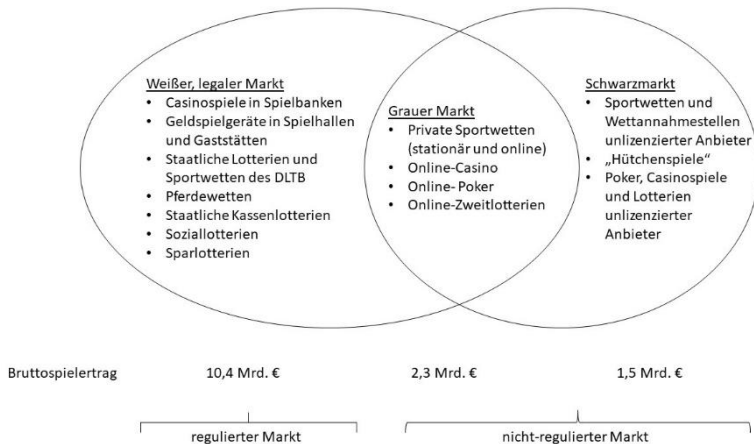 Weißer, legaler Markt
• Casinospiele in Spielbanken
• Geldspielgeräte in Spielhallen
und Gaststätten
• Staatliche Lotterien und
Sportwetten des DLTB
• Pferdewetten
• Staatliche Kassenlotterien
• Soziallotterien
• Sparlotterien
Grauer Markt
• Private Sportwetten
(stationär und online)
• Online-Casino
• Online- Poker
• Online-Zweitlotterien
Schwarzmarkt
• Sportwetten und
Wettannahmestellen
unlizenzierter Anbieter
• „Hütchenspiele“
• Poker, Casinospiele
und Lotterien
unlizenzierter
Anbieter
Bruttospielertrag 10,4 Mrd. € 2,3 Mrd. € 1,5 Mrd. €
regulierter Markt nicht-regulierter Markt